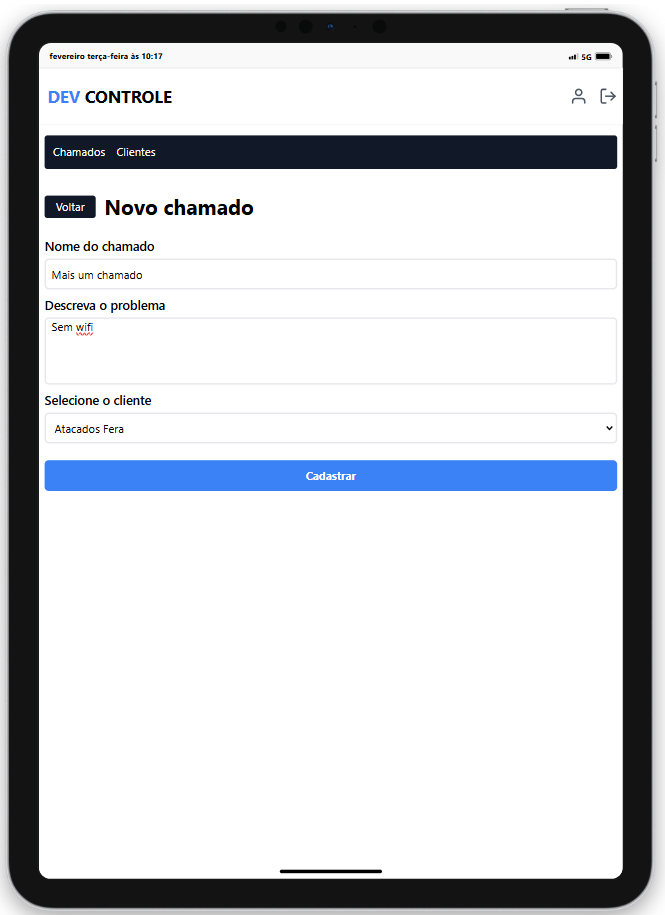 fevereiro terça-feira às 10:17 5G
DEV CONTROLE
Chamados Clientes
Voltar Novo chamado
Nome do chamado
Mais um chamado
Descreva o problema
Sem wifi
Selecione o cliente
Atacados Fera
Cadastrar